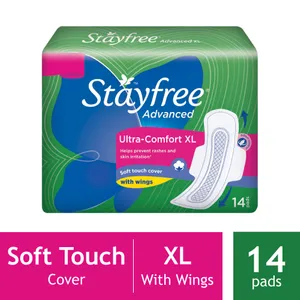 Stayfree
Advanced
Ultra-Comfort XL
Helps prevent rashes and
skin irritation*
Soft touch cover
with wings
14 pads
Soft Touch
Cover
XL
With Wings
14
pads